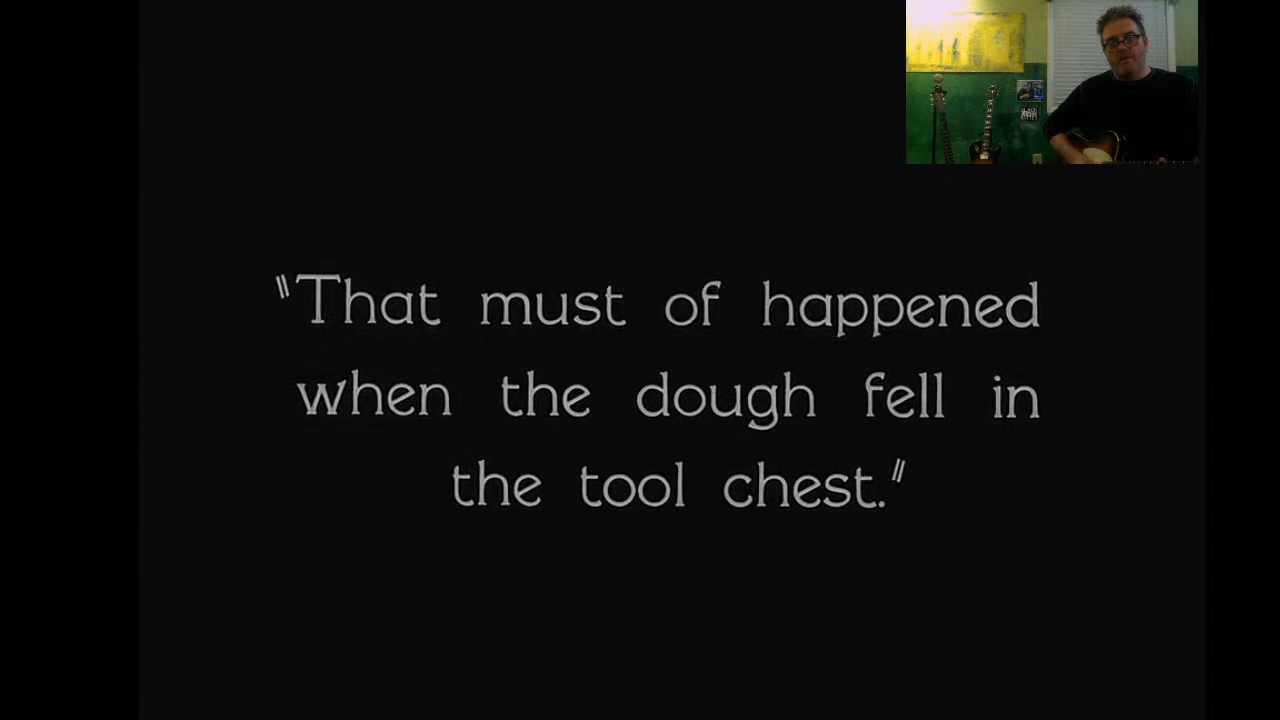 "That must of happened
when the dough fell in
the tool chest."